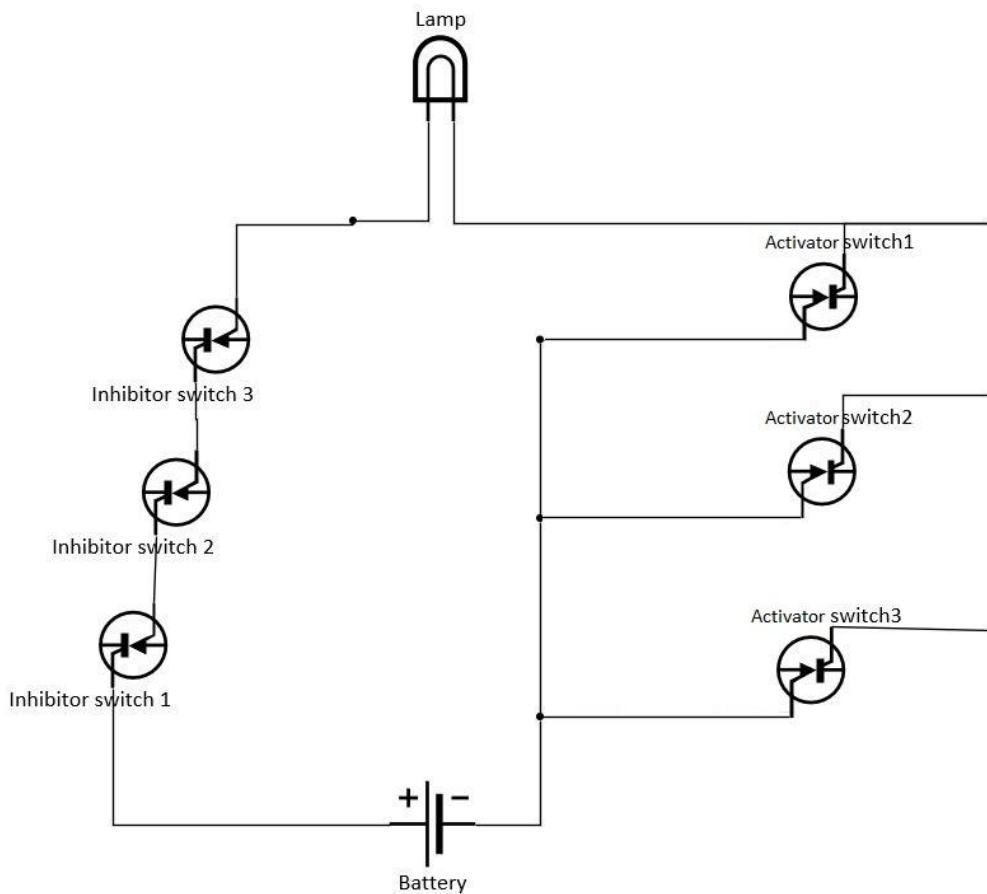 Lamp
Activator switch1
Inhibitor switch 3
Activator switch2
Inhibitor switch 2
Activator switch3
Inhibitor switch 1
+ −
Battery